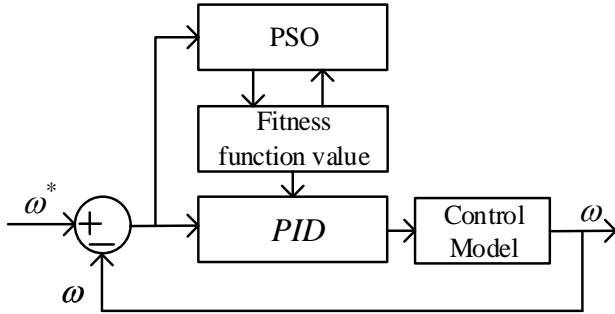 PSO
Fitness
function value
ω*
+
−
PID
Control
Model
ω
ω